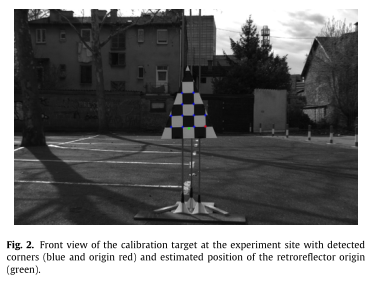 Fig. 2. Front view of the calibration target at the experiment site with detected
corners (blue and origin red) and estimated position of the retroreflector origin
(green).